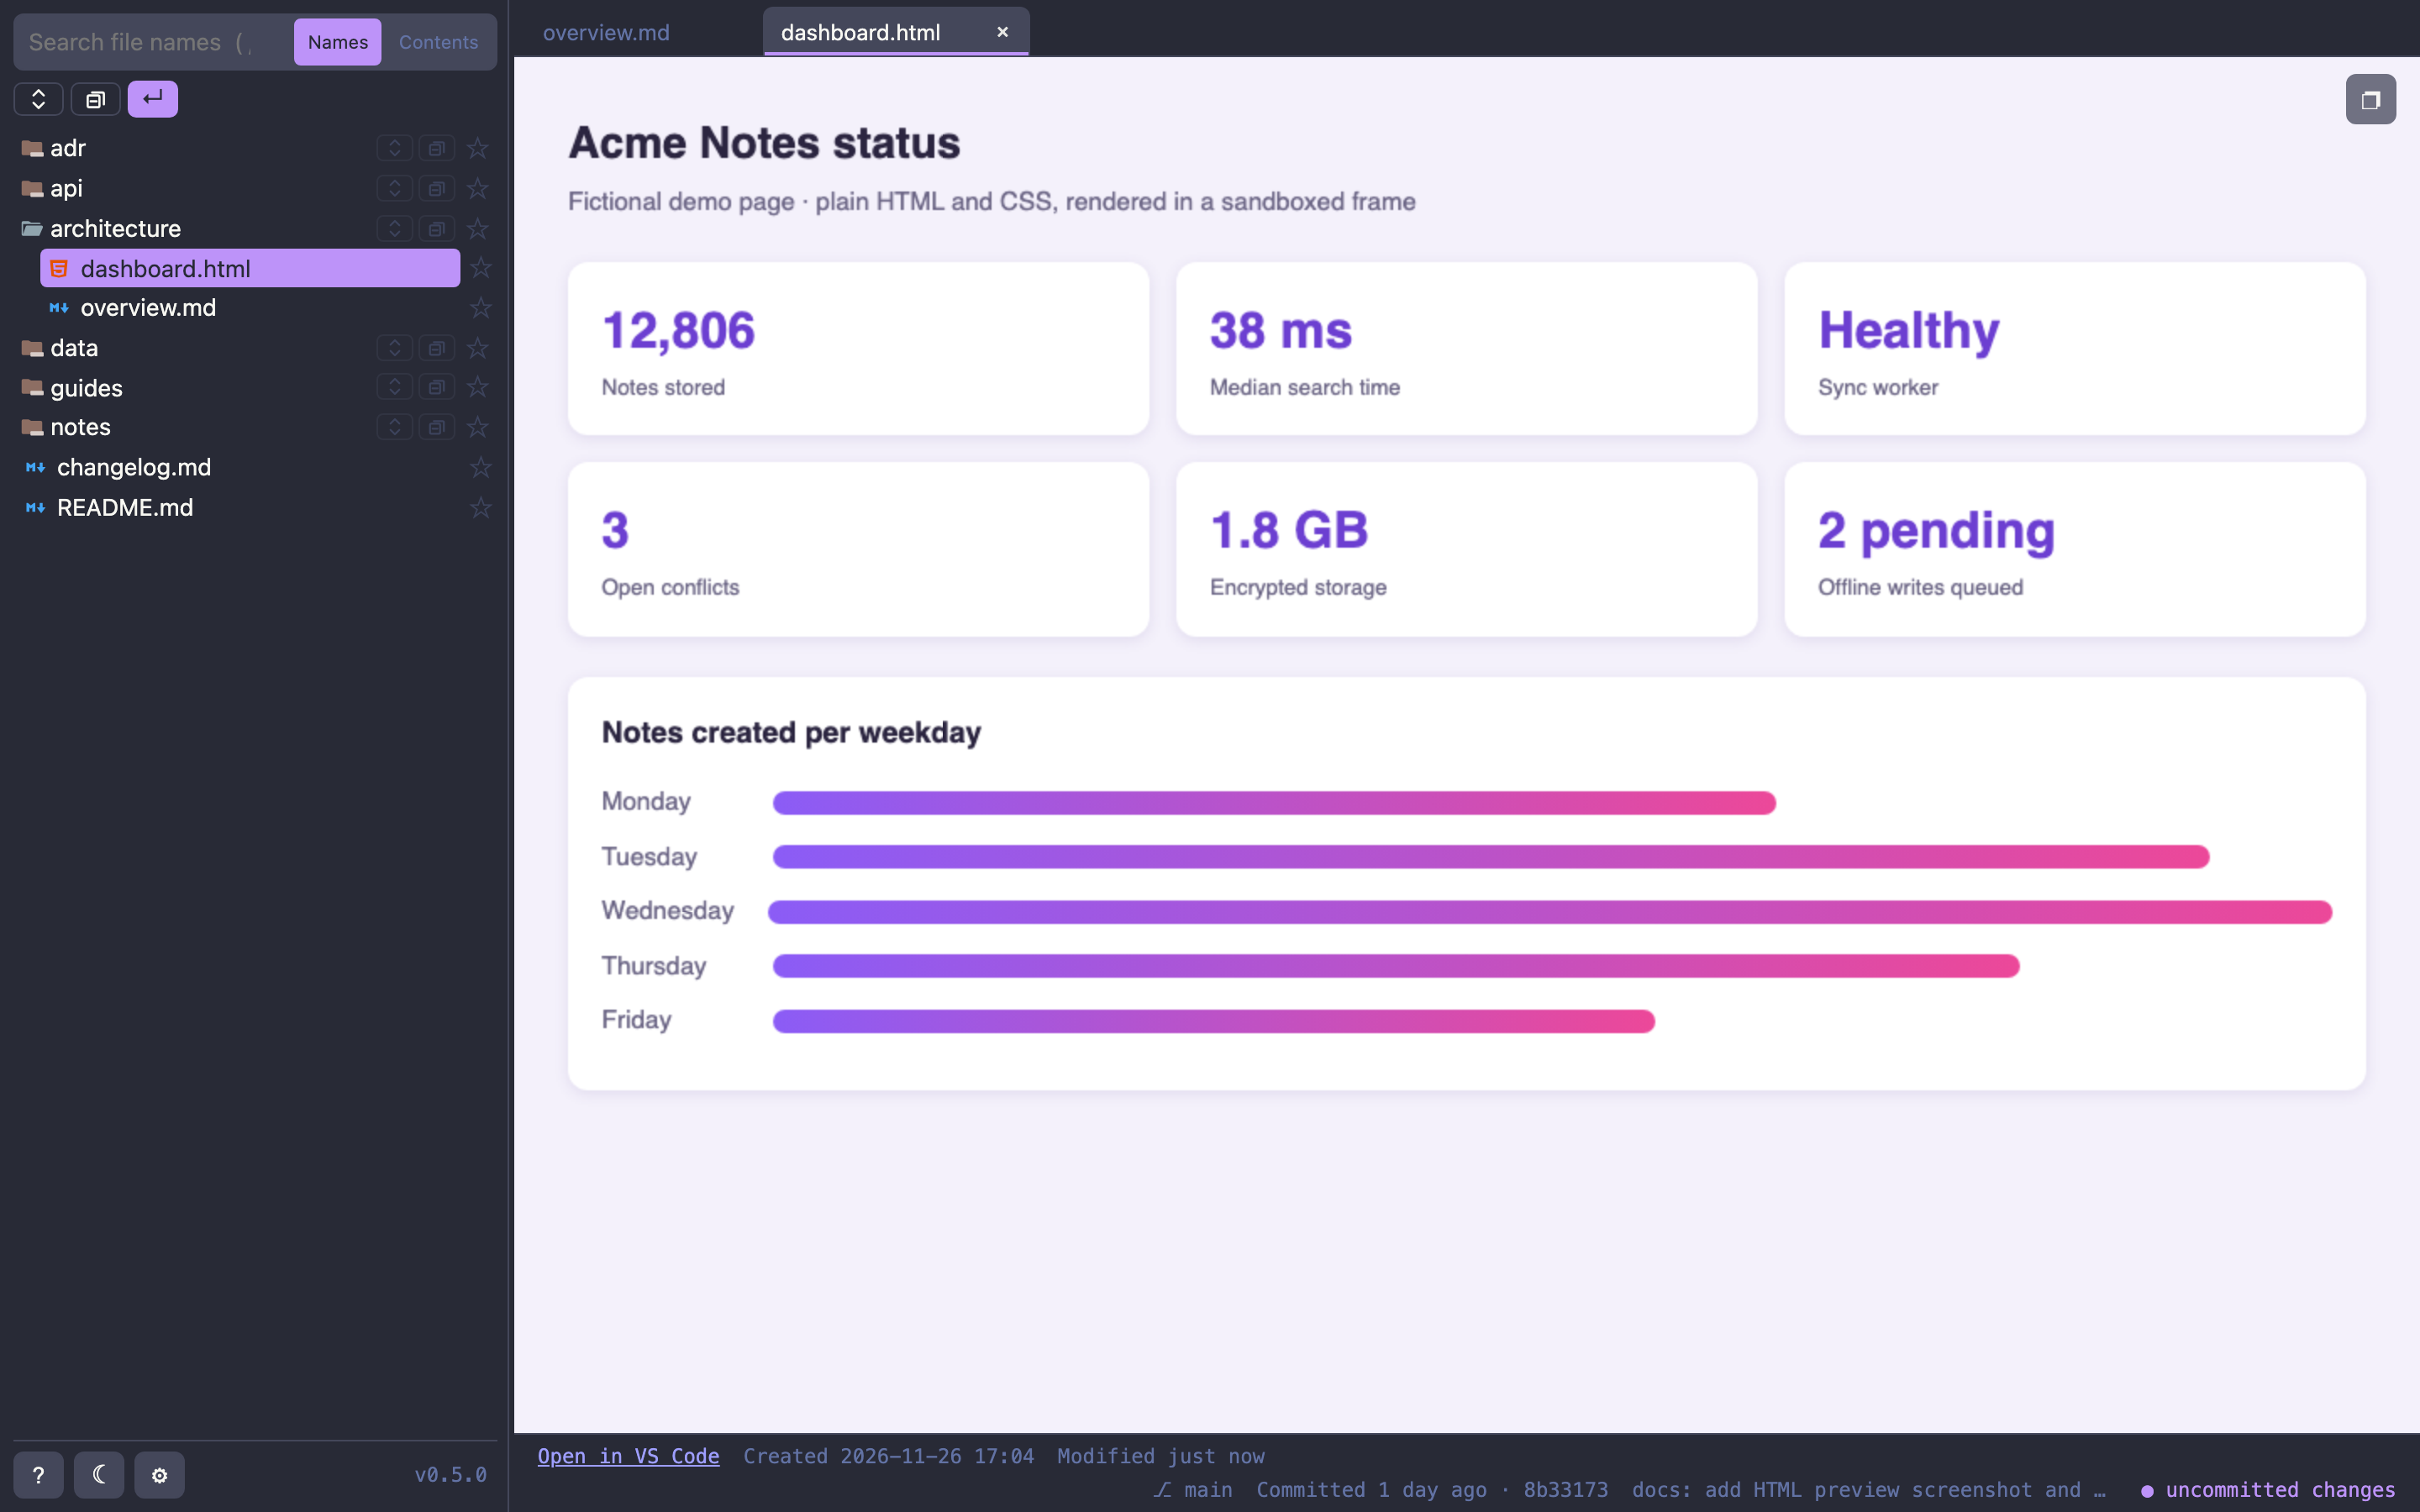 Search file names (
Names
Contents
adr
api
architecture
dashboard.html
overview.md
data
guides
notes
changelog.md
README.md
?
v0.5.0
overview.md
dashboard.html ×
Acme Notes status
Fictional demo page · plain HTML and CSS, rendered in a sandboxed frame
12,806
Notes stored
38 ms
Median search time
Healthy
Sync worker
3
Open conflicts
1.8 GB
Encrypted storage
2 pending
Offline writes queued
Notes created per weekday
Monday
Tuesday
Wednesday
Thursday
Friday
Open in VS Code Created 2026-11-26 17:04 Modified just now
main Committed 1 day ago · 8b33173 docs: add HTML preview screenshot and … ● uncommitted changes